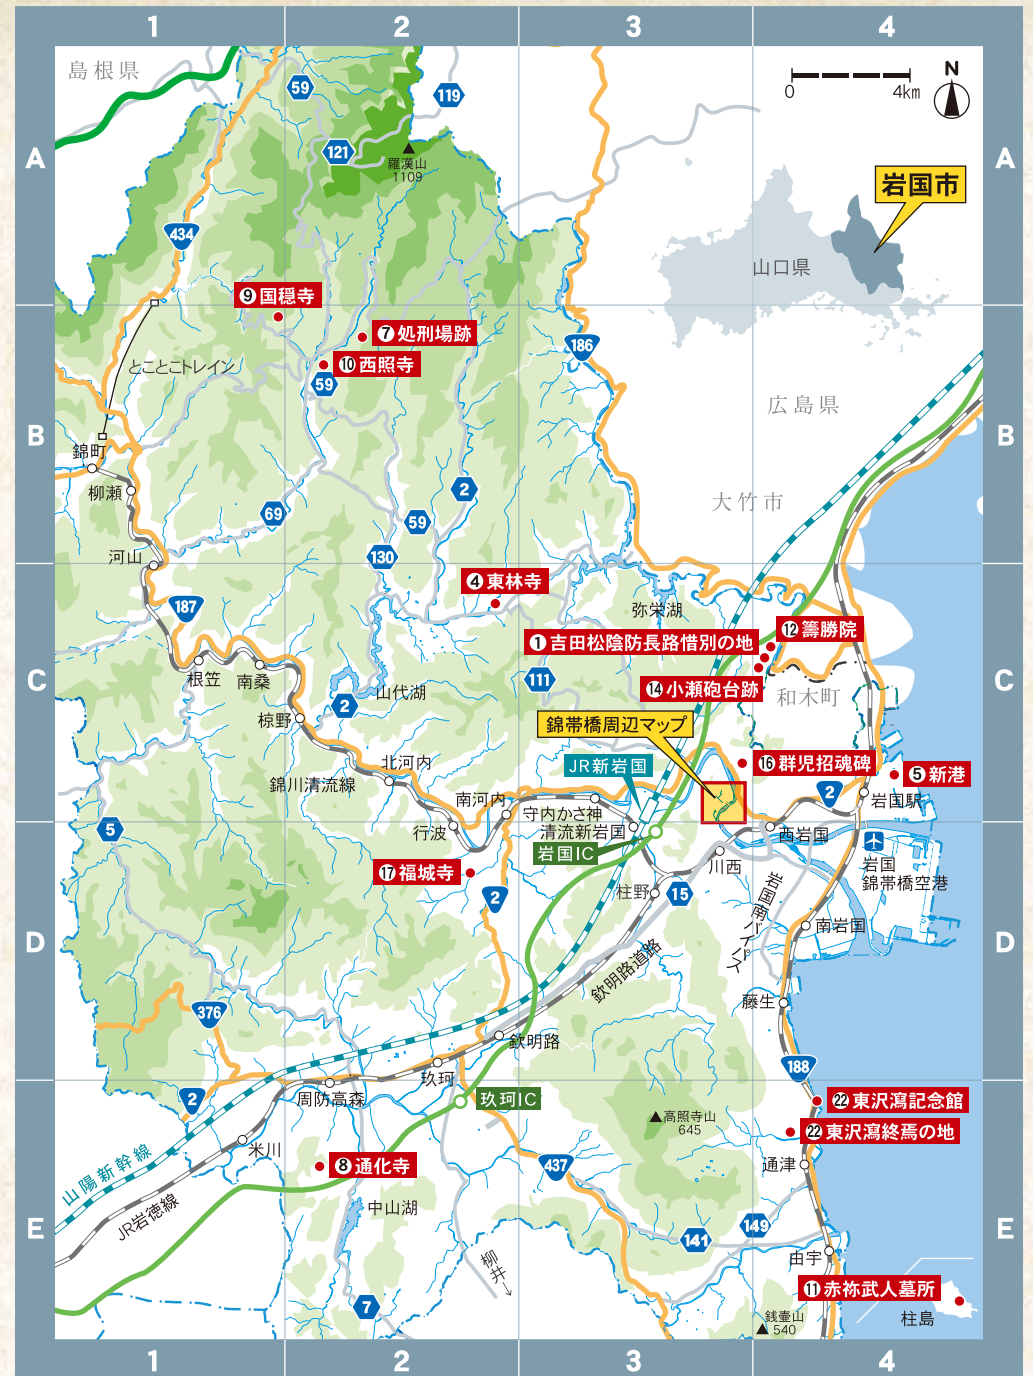 1 2 3 4
島根県
59
119
0 4km
N
A
121
A
羅漢山
1109
岩国市
434
山口県
⑨国穏寺
⑦処刑場跡
186
とことこトレイン
⑩西照寺
59
広島県
B
B
錦町
柳瀬
2
大竹市
69
59
河山
130
④東林寺
187
弥栄湖
⑫籌勝院
①吉田松陰防長路惜別の地
根笠
南桑
111
C
C
⑭小瀬砲台跡
和木町
山代湖
2
椋野
錦帯橋周辺マップ
北河内
JR新岩国
⑯群児招魂碑
⑤新港
錦川清流線
南河内
2
岩国駅
守内かさ神
5
行波
清流新岩国
西岩国
岩国IC
岩国
錦帯橋空港
川西
⑰福城寺
柱野
15
2
岩国南バイパス
南岩国
D
D
欽明路道路
藤生
376
欽明路
玖珂
188
2
周防高森
玖珂IC
㉒東沢瀉記念館
高照寺山
645
㉒東沢瀉終焉の地
米川
山陽新幹線
⑧通化寺
437
通津
JR岩徳線
中山湖
149
E
141
E
由宇
柳井
⑪赤祢武人墓所
7
銭壷山
540
柱島
1 2 3 4